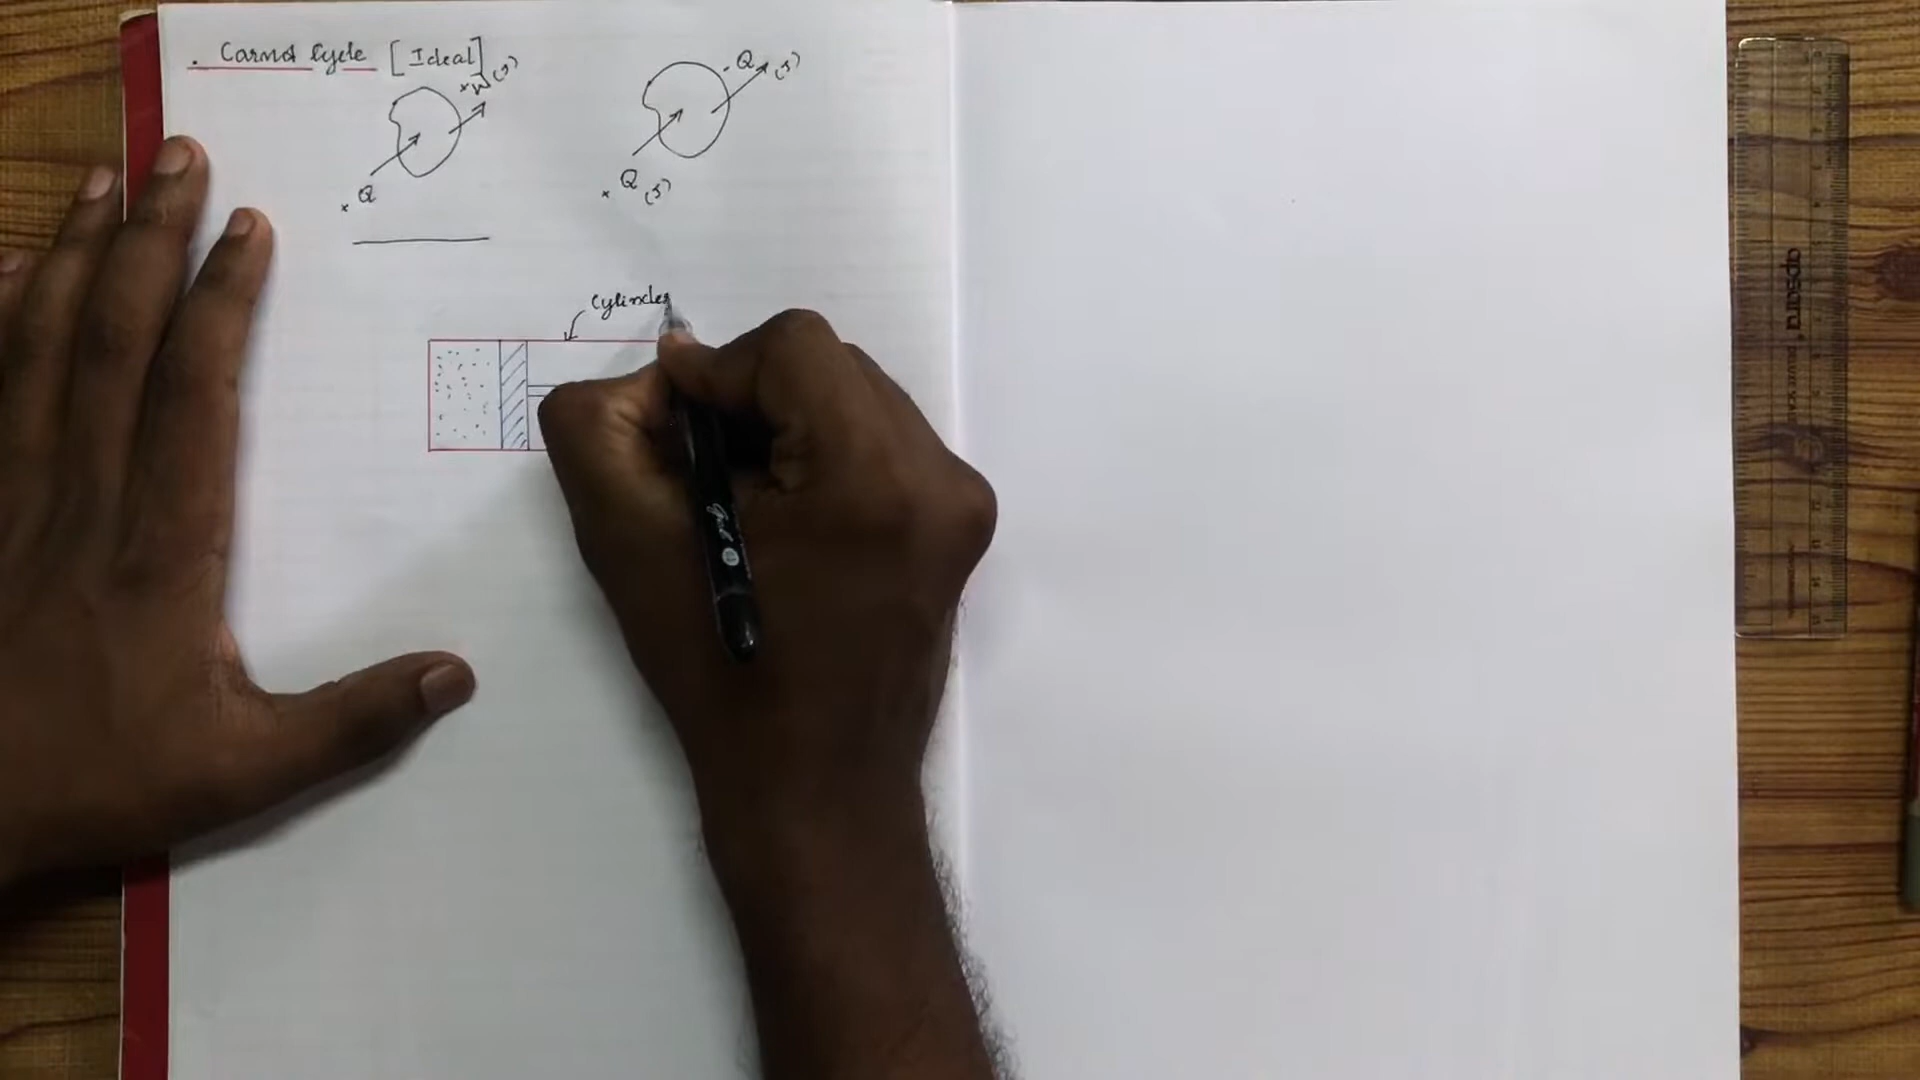 . Carnot Cycle [Ideal]
+W (J)
+ Q
- Q (J)
+ Q (J)
Cylinder
apsara